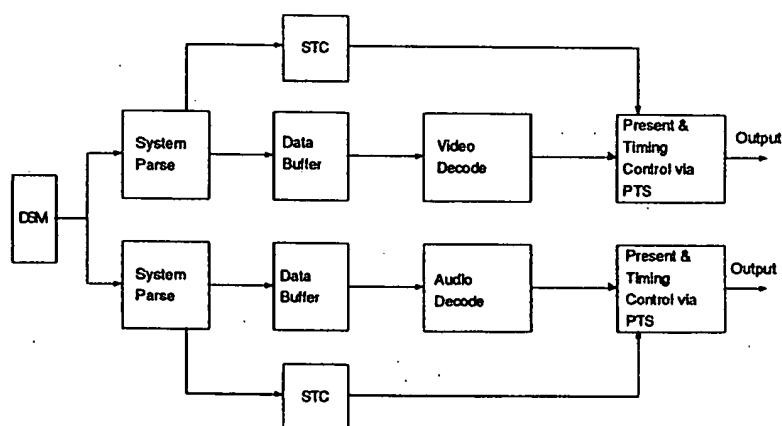 STC
System
Parse
Data
Buffer
Video
Decode
Present &
Timing
Control via
PTS
Output
DSM
System
Parse
Data
Buffer
Audio
Decode
Present &
Timing
Control via
PTS
Output
STC